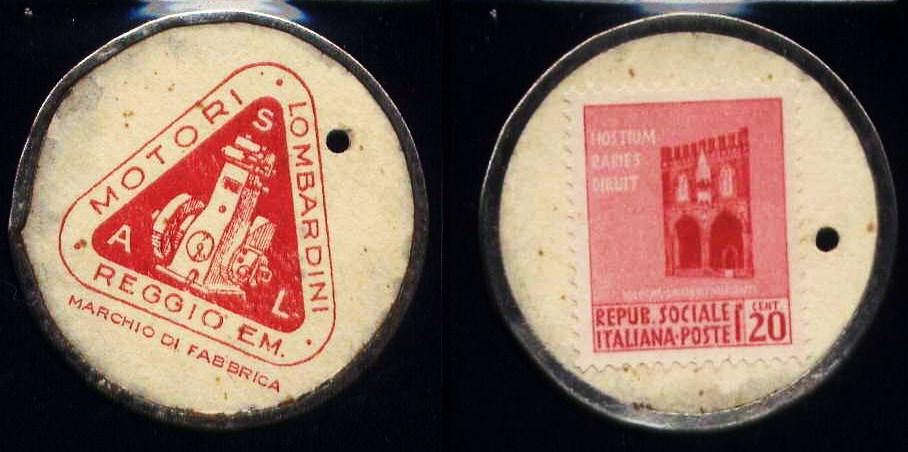 MOTORI
LOMBARDINI
S
A
L
REGGIO EM.
MARCHIO DI FABBRICA
HOSTIUM
RABIES
DIRUIT
REPUB. SOCIALE
ITALIANA·POSTE
CENT.
20